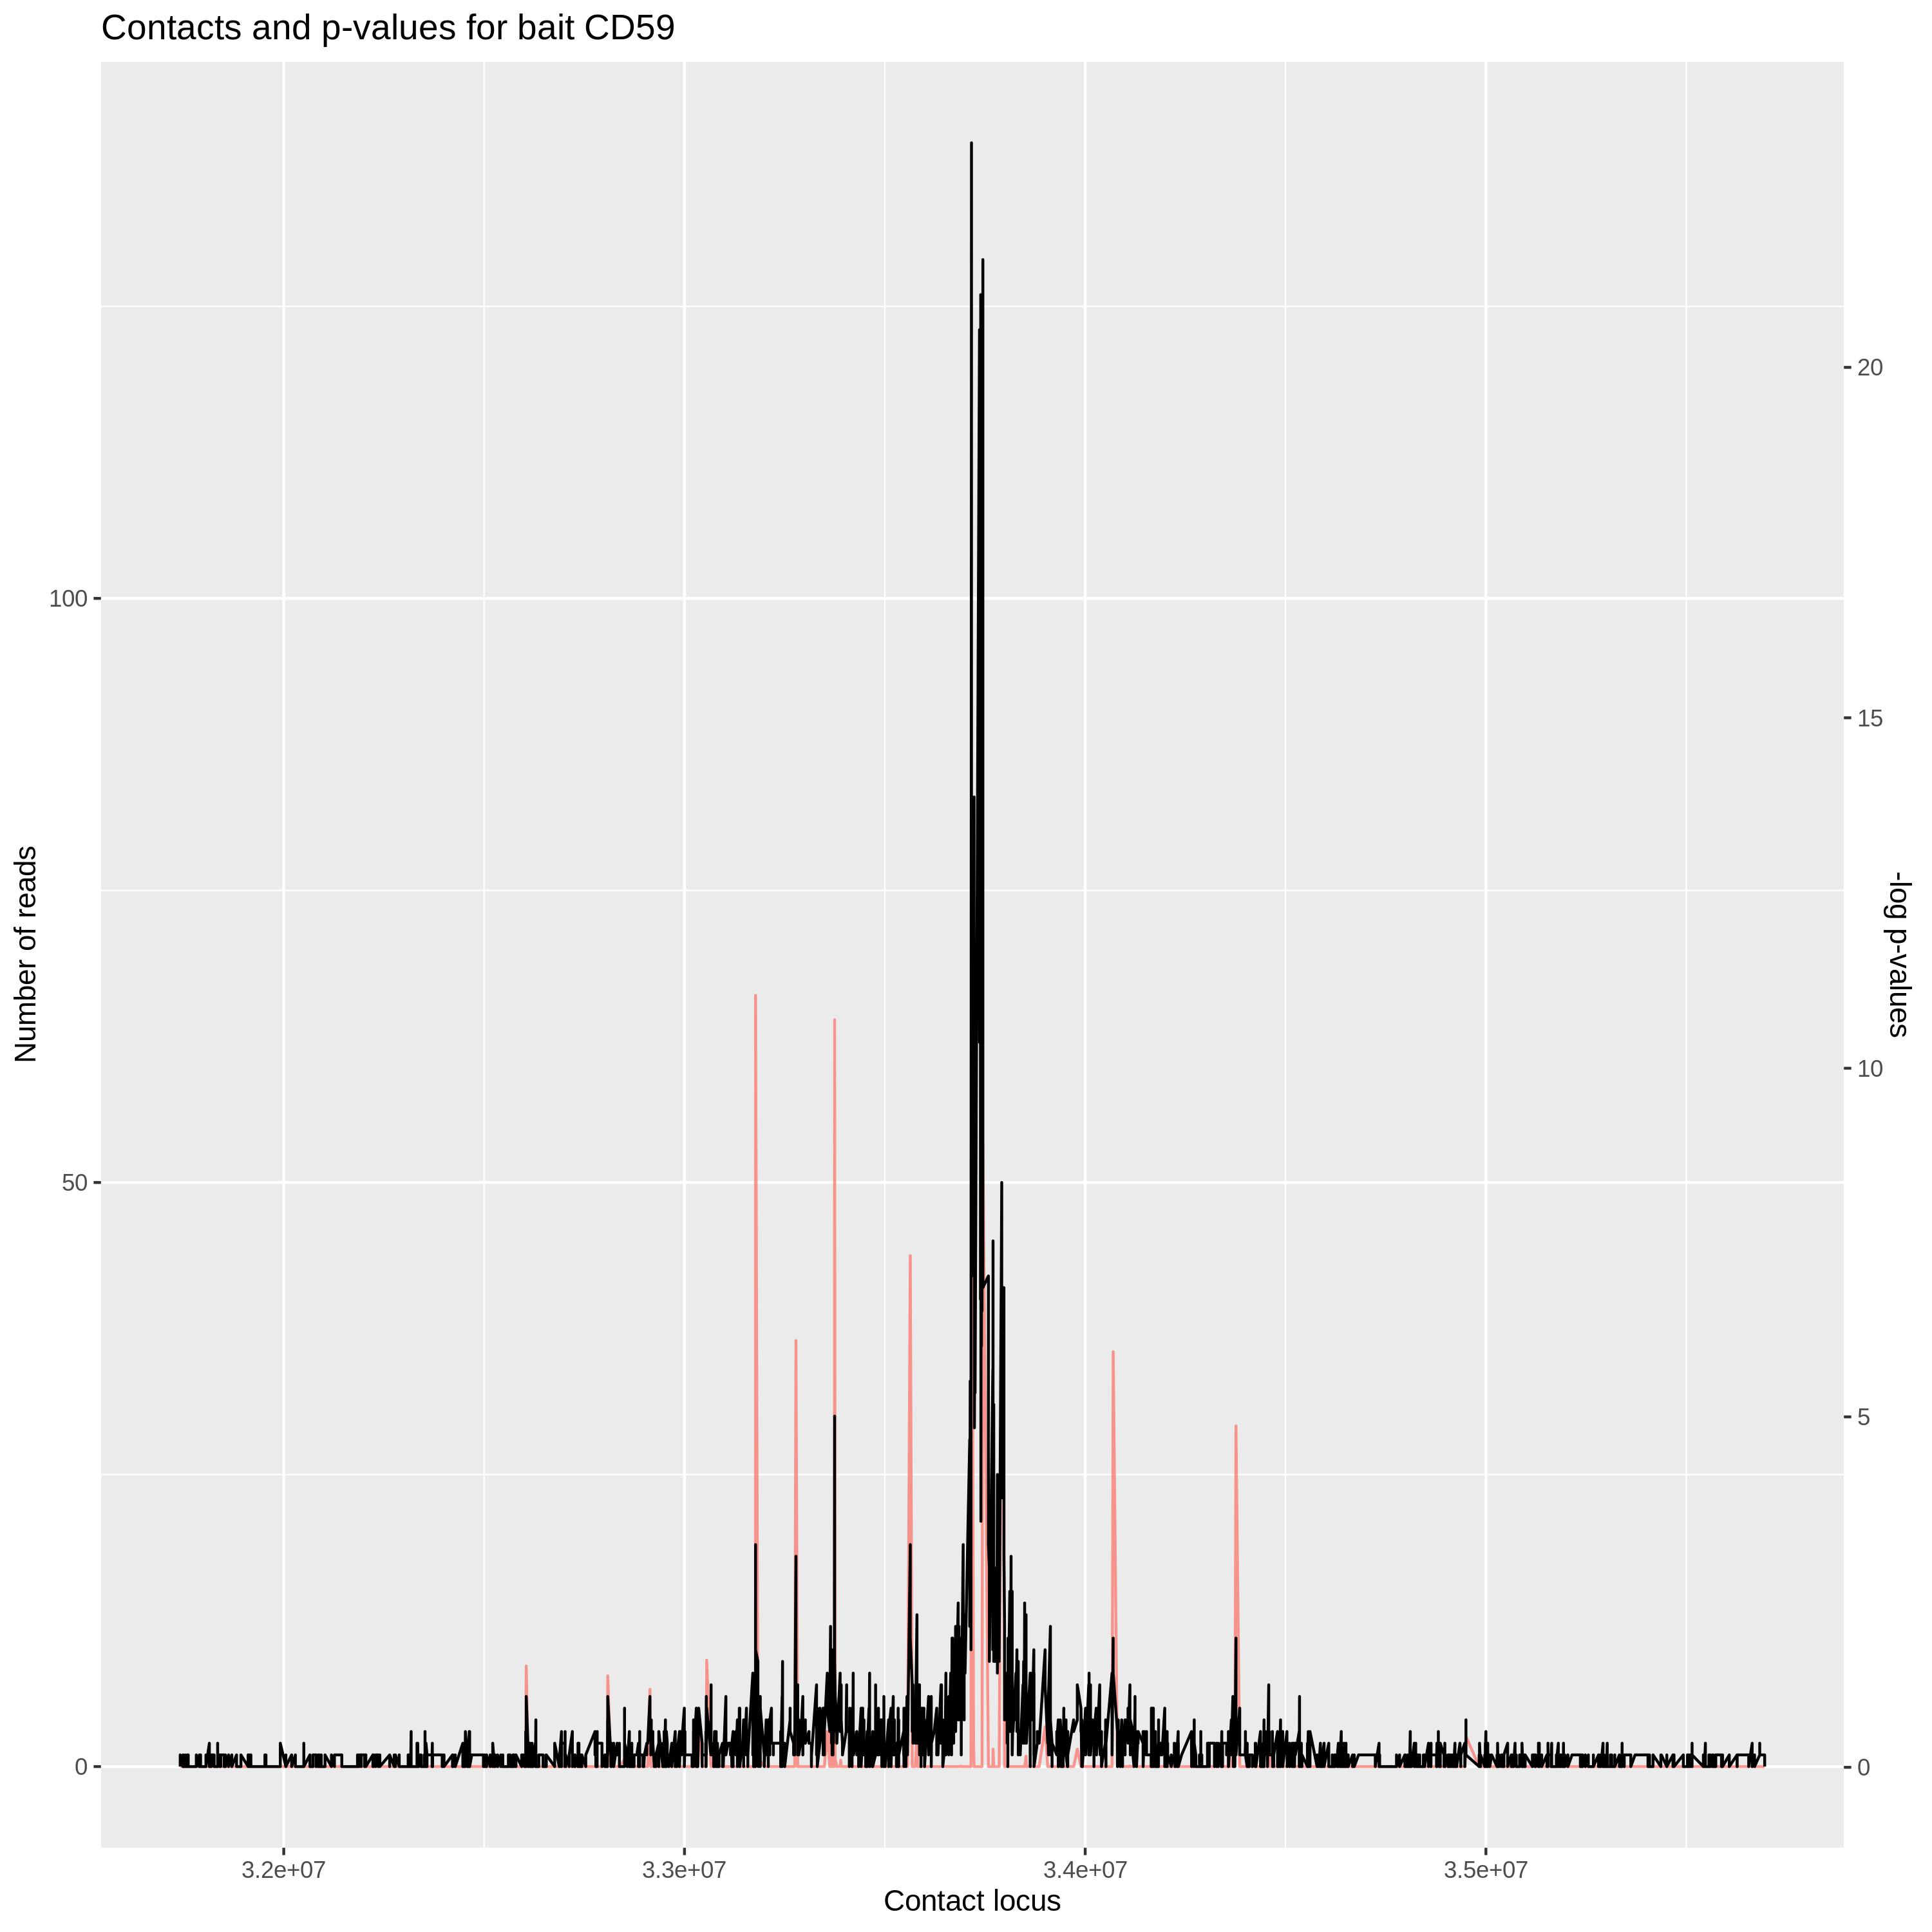 Contacts and p-values for bait CD59
Number of reads
100
50
0
20
15
10
5
0
-log p-values
3.2e+07 3.3e+07 3.4e+07 3.5e+07
Contact locus